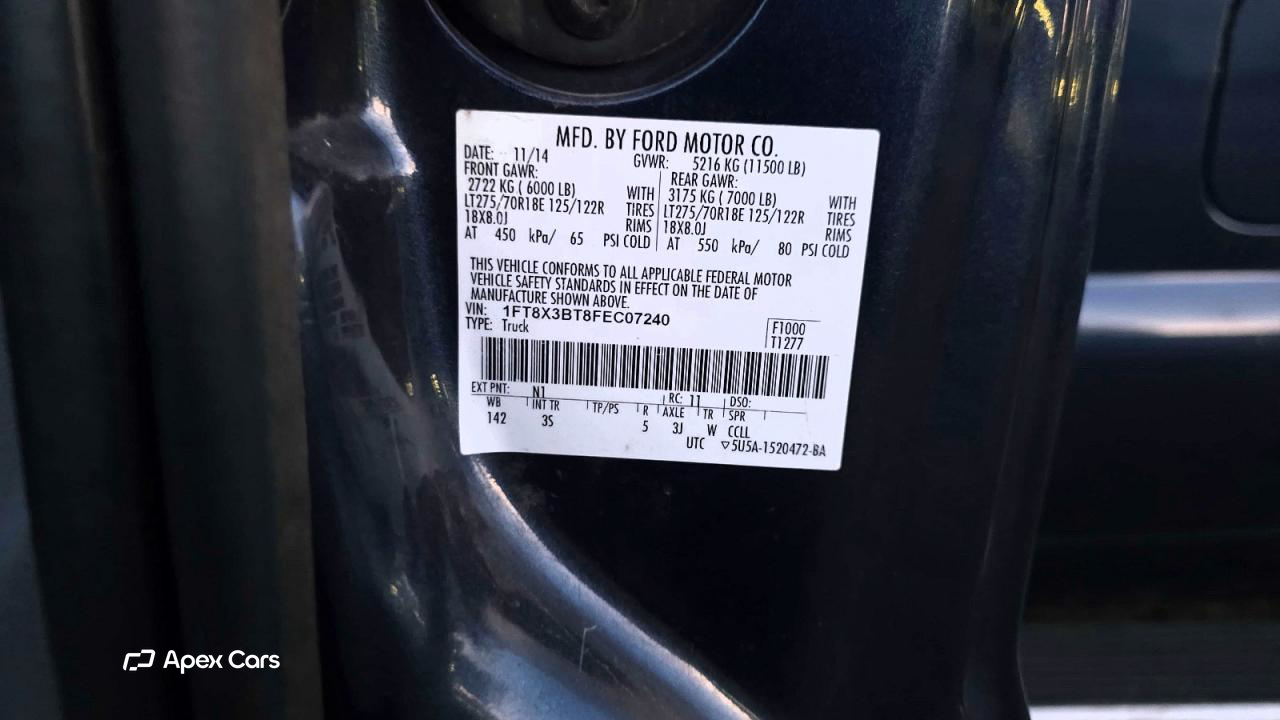 MFD. BY FORD MOTOR CO.
DATE: 11/14 GVWR: 5216 KG (11500 LB)
FRONT GAWR: REAR GAWR:
2722 KG ( 6000 LB) WITH 3175 KG ( 7000 LB) WITH
LT275/70R18E 125/122R TIRES LT275/70R18E 125/122R TIRES
18X8.0J RIMS 18X8.0J RIMS
AT 450 kPa/ 65 PSI COLD AT 550 kPa/ 80 PSI COLD
THIS VEHICLE CONFORMS TO ALL APPLICABLE FEDERAL MOTOR
VEHICLE SAFETY STANDARDS IN EFFECT ON THE DATE OF
MANUFACTURE SHOWN ABOVE.
VIN: 1FT8X3BT8FEC07240
TYPE: Truck
F1000
T1277
EXT PNT: N1 RC: 11 DSO:
WB INT TR TP/PS R AXLE TR SPR
142 3S 5 3J W CCLL
UTC ▽5U5A-1520472-BA
Apex Cars